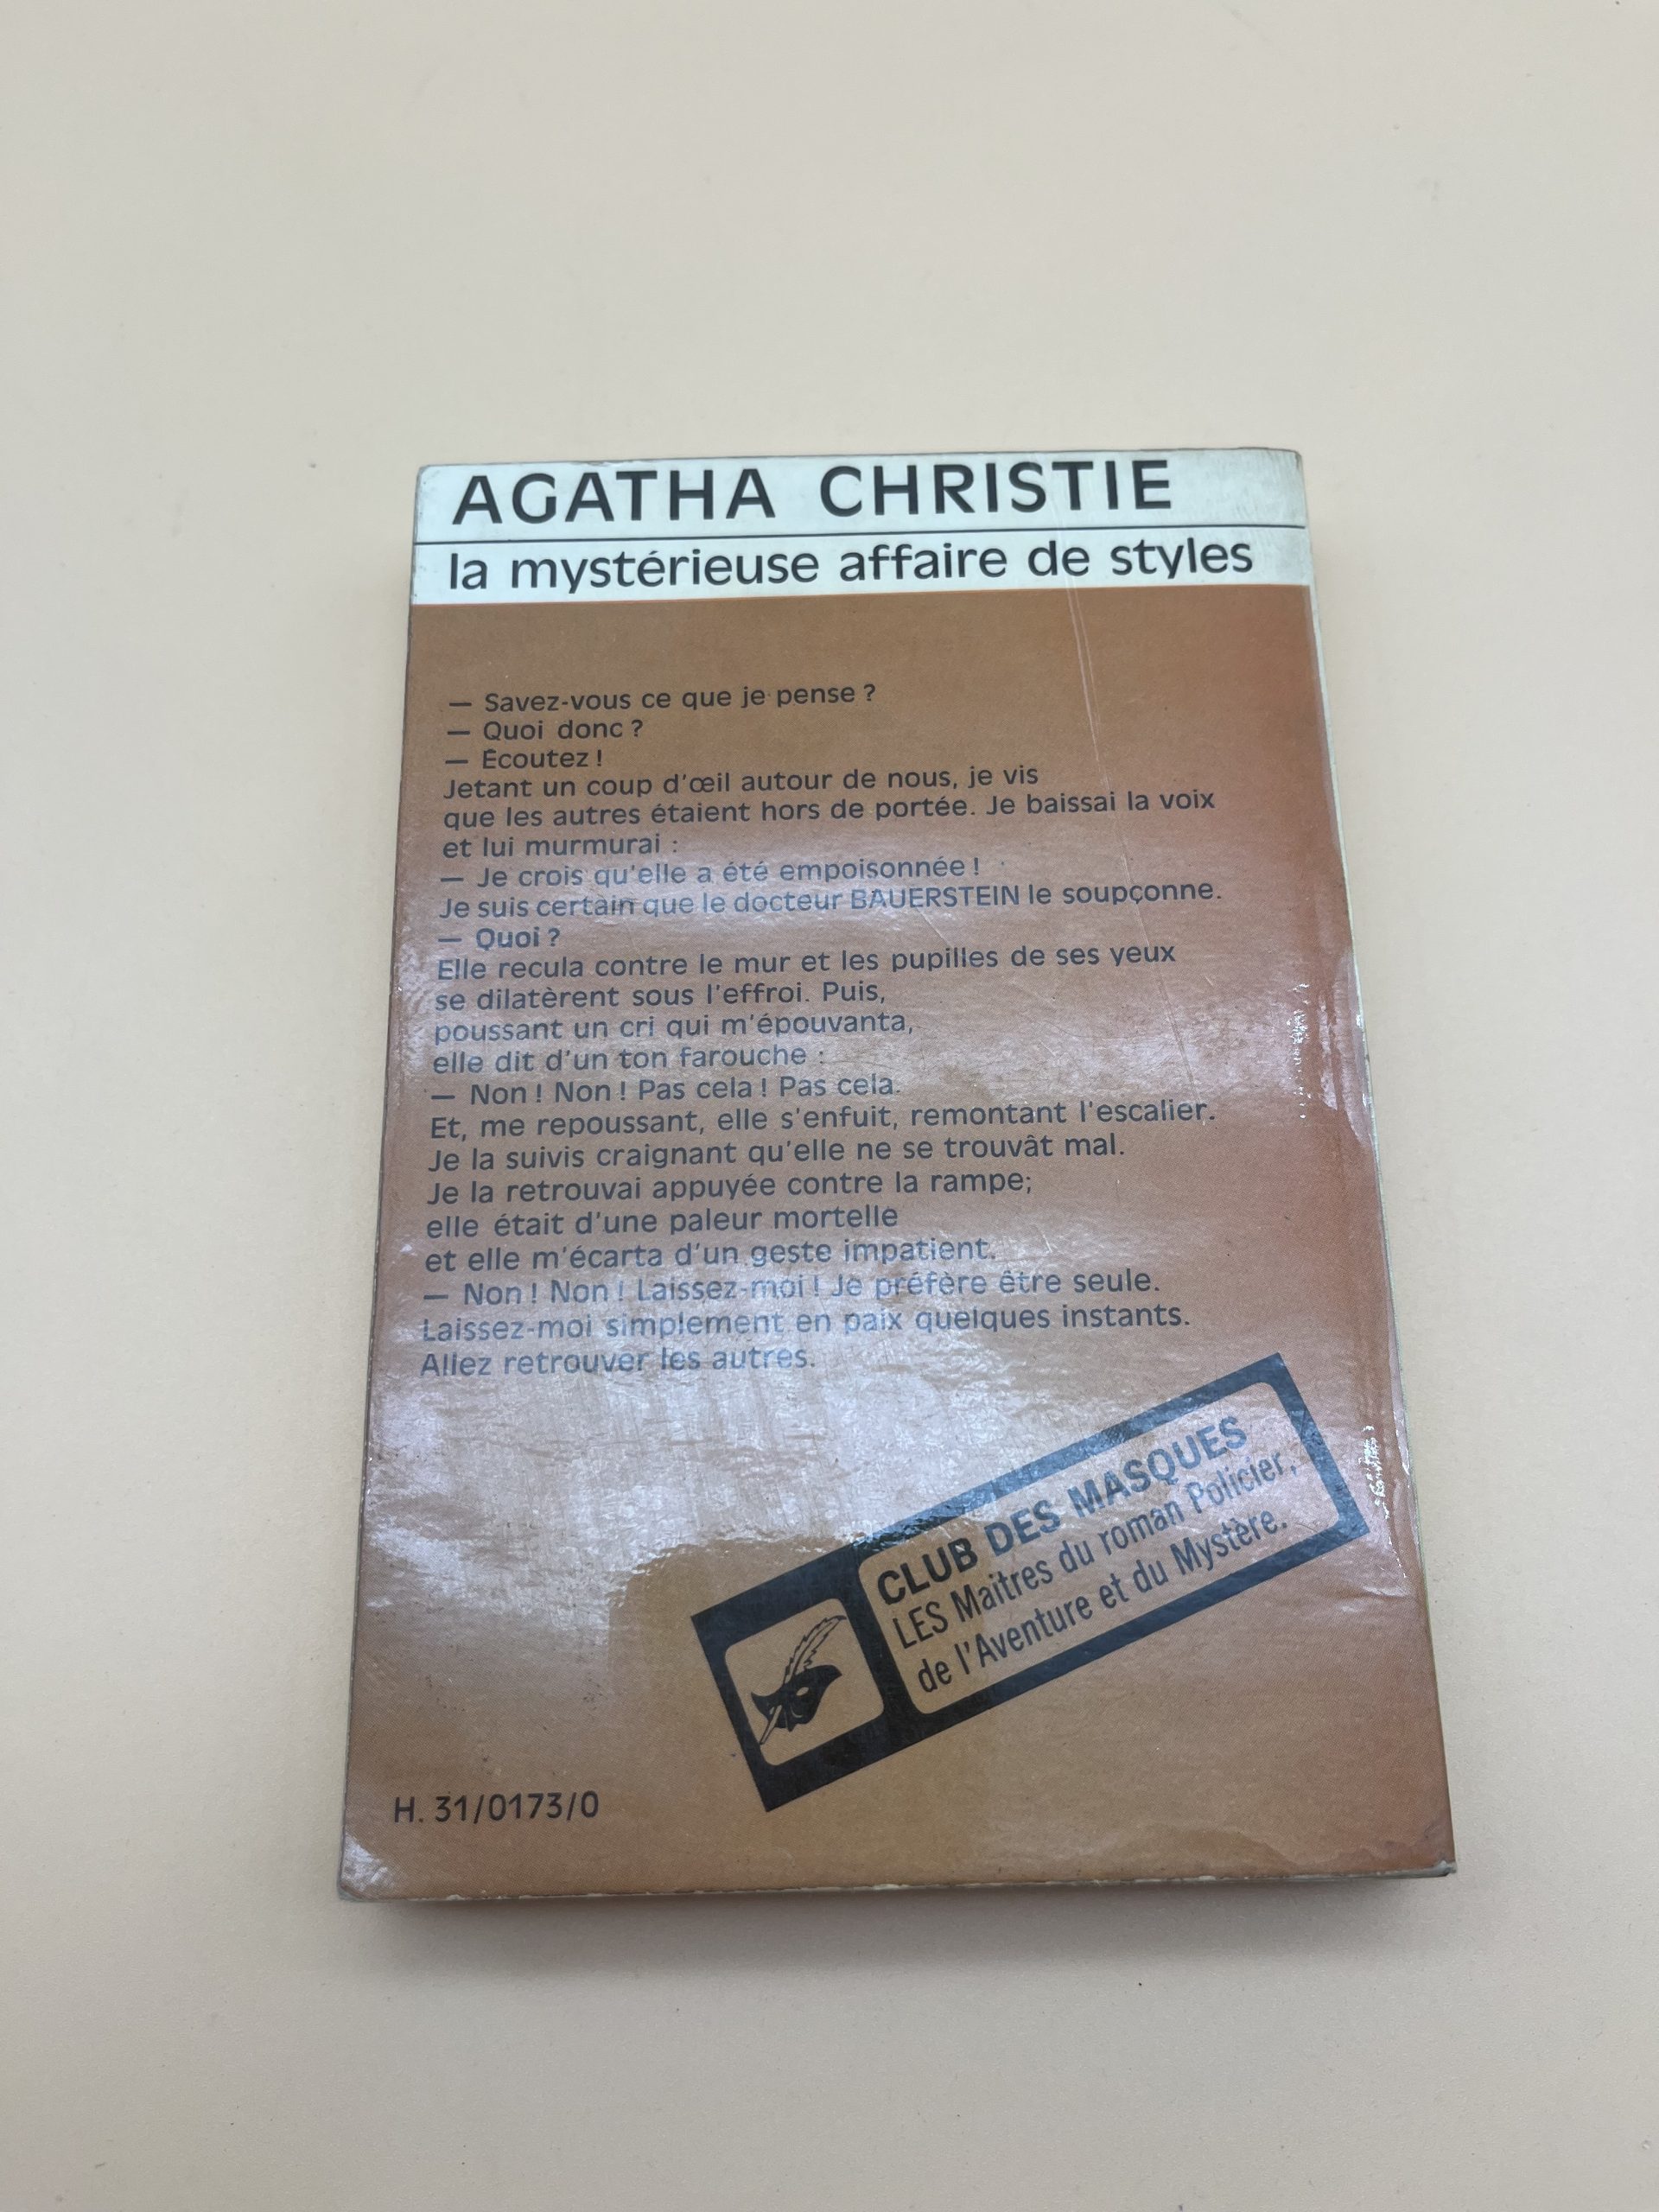 AGATHA CHRISTIE
la mystérieuse affaire de styles
— Savez-vous ce que je pense ?
— Quoi donc ?
— Écoutez !
Jetant un coup d'œil autour de nous, je vis
que les autres étaient hors de portée. Je baissai la voix
et lui murmurai :
— Je crois qu'elle a été empoisonnée !
Je suis certain que le docteur BAUERSTEIN le soupçonne.
— Quoi ?
Elle recula contre le mur et les pupilles de ses yeux
se dilatèrent sous l'effroi. Puis,
poussant un cri qui m'épouvanta,
elle dit d'un ton farouche :
— Non ! Non ! Pas cela ! Pas cela.
Et, me repoussant, elle s'enfuit, remontant l'escalier.
Je la suivis craignant qu'elle ne se trouvât mal.
Je la retrouvai appuyée contre la rampe;
elle était d'une paleur mortelle
et elle m'écarta d'un geste impatient.
— Non ! Non ! Laissez-moi ! Je préfère être seule.
Laissez-moi simplement en paix quelques instants.
Allez retrouver les autres.
CLUB DES MASQUES
LES Maitres du roman Policier,
de l'Aventure et du Mystère.
H. 31/0173/0